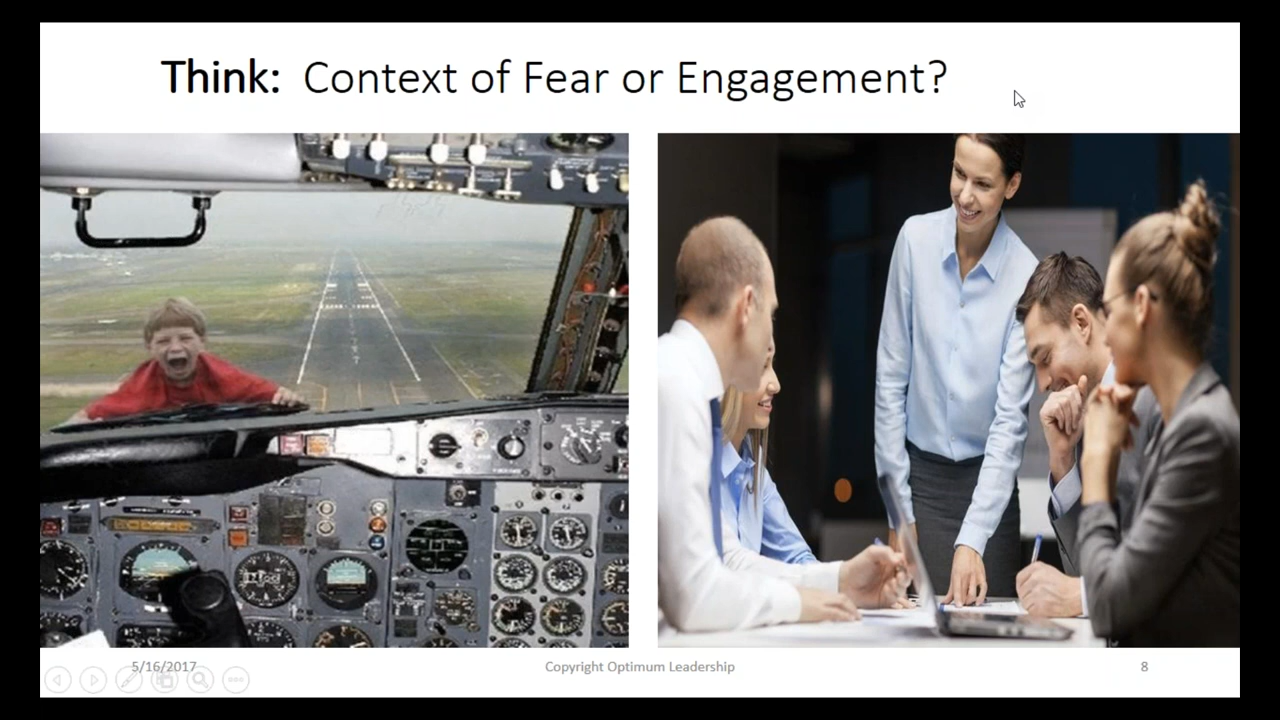 Think: Context of Fear or Engagement?
5/16/2017
Copyright Optimum Leadership
8